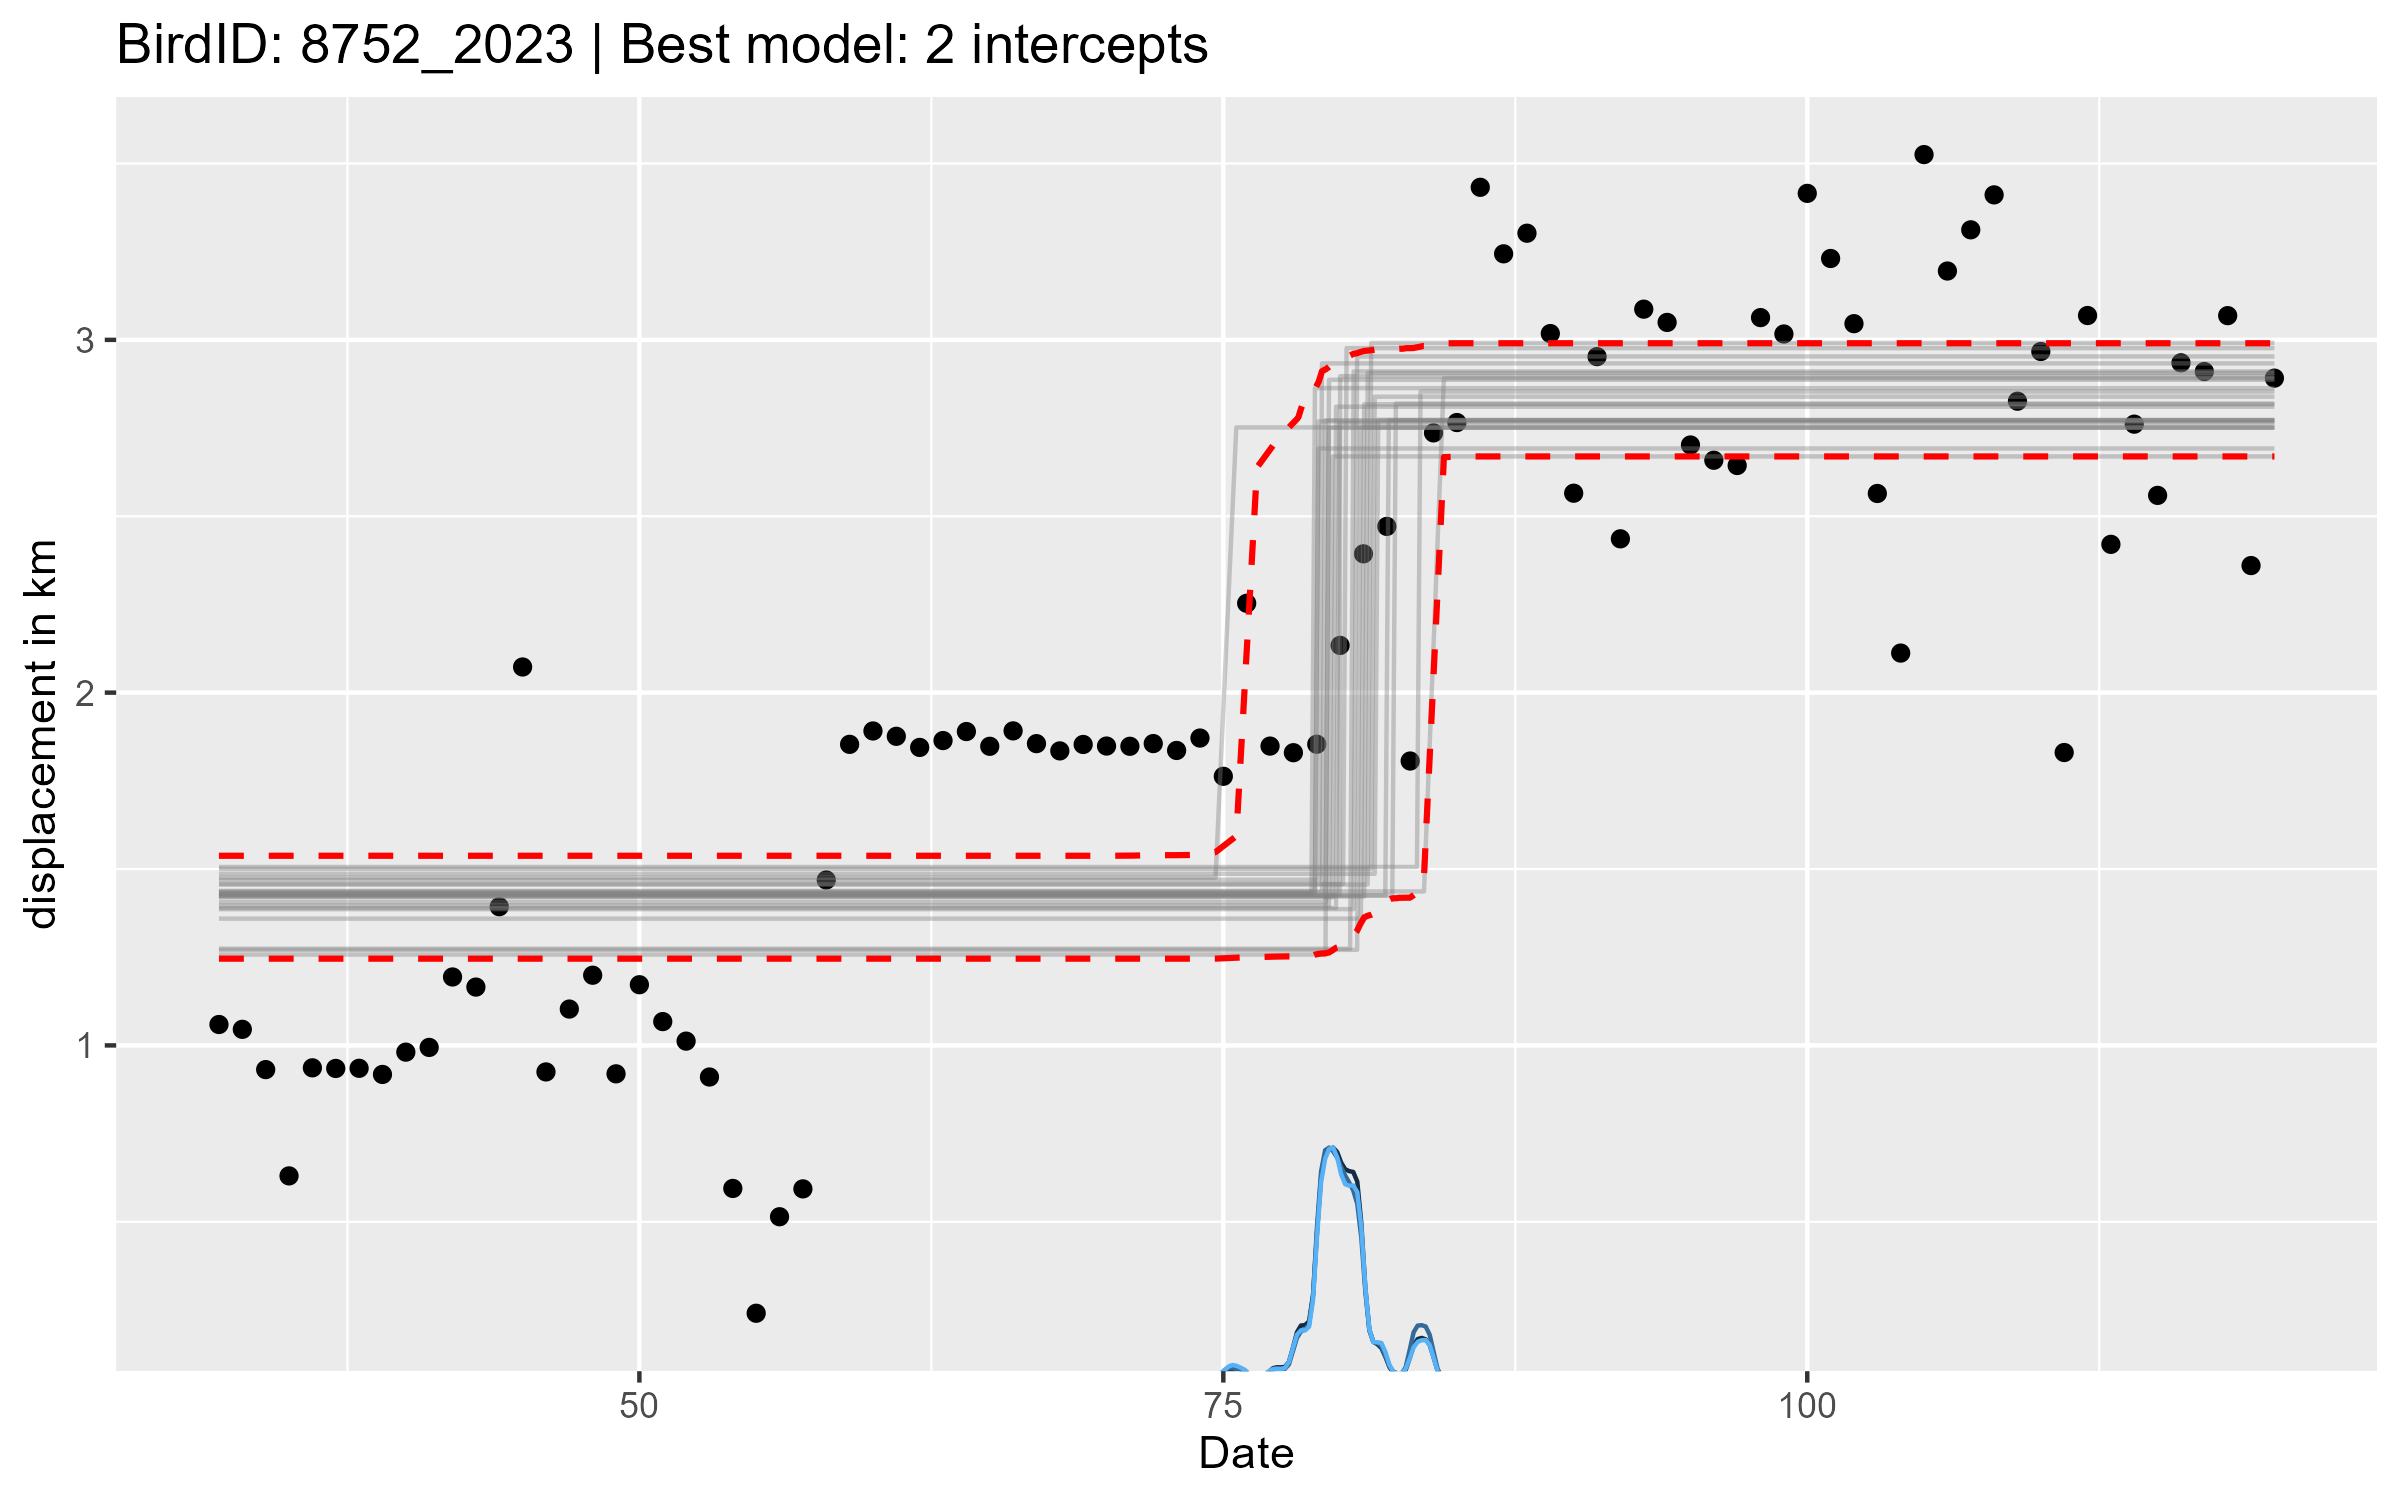 BirdID: 8752_2023 | Best model: 2 intercepts
displacement in km
3
2
1
50 75 100
Date